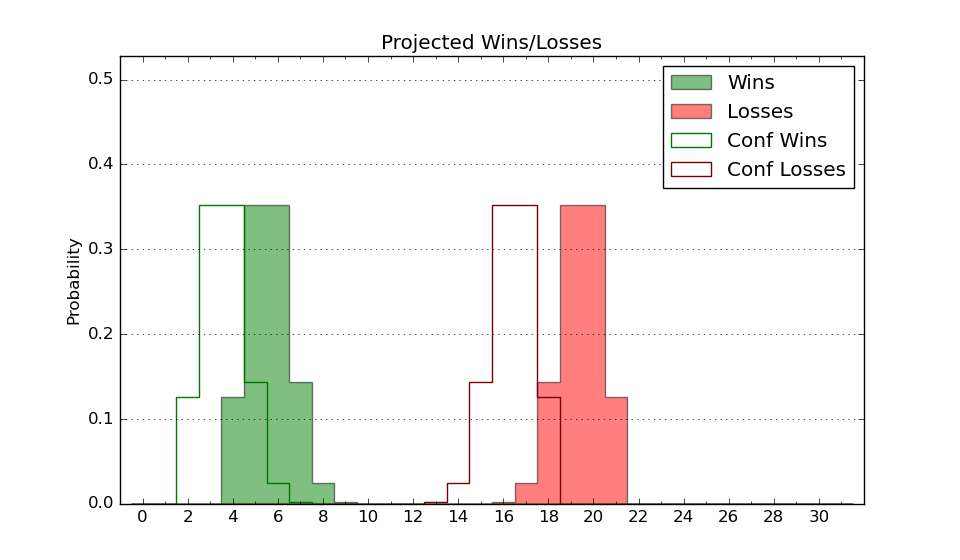 Projected Wins/Losses
Probability
0.5
0.4
0.3
0.2
0.1
0.0
Wins
Losses
Conf Wins
Conf Losses
0 2 4 6 8 10 12 14 16 18 20 22 24 26 28 30